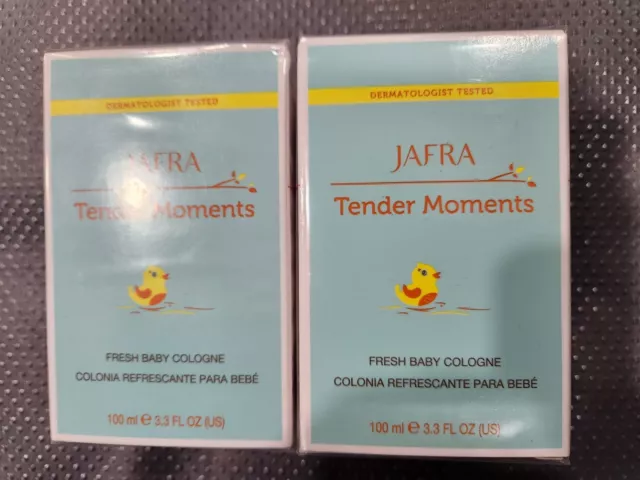 DERMATOLOGIST TESTED
JAFRA
Tender Moments
FRESH BABY COLOGNE
COLONIA REFRESCANTE PARA BEBÉ
100 ml e 3.3 FL OZ (US)
DERMATOLOGIST TESTED
JAFRA
Tender Moments
FRESH BABY COLOGNE
COLONIA REFRESCANTE PARA BEBÉ
100 ml e 3.3 FL OZ (US)